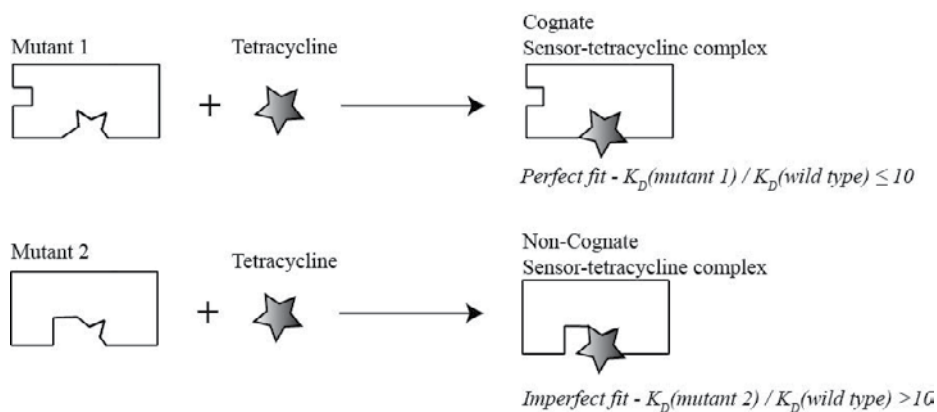 Mutant 1
Tetracycline
+
Cognate
Sensor-tetracycline complex
Perfect fit - K_D(mutant 1) / K_D(wild type) ≤ 10
Mutant 2
Tetracycline
+
Non-Cognate
Sensor-tetracycline complex
Imperfect fit - K_D(mutant 2) / K_D(wild type) >10